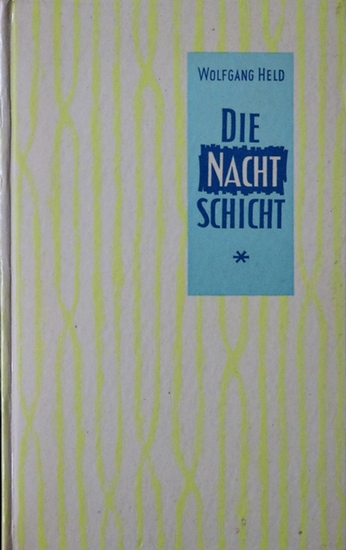 WOLFGANG HELD
DIE
NACHT
SCHICHT
*